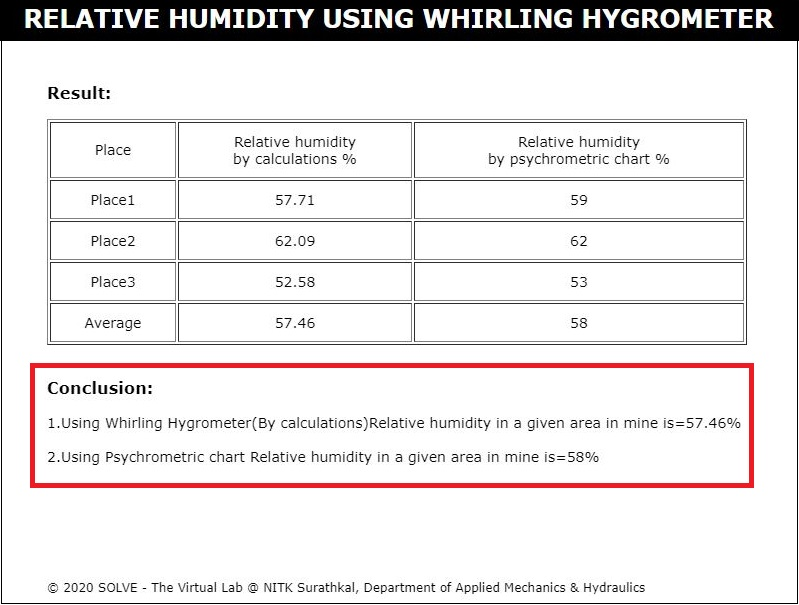 RELATIVE HUMIDITY USING WHIRLING HYGROMETER
Result:
Place
Relative humidity
by calculations %
Relative humidity
by psychrometric chart %
Place1 57.71 59
Place2 62.09 62
Place3 52.58 53
Average 57.46 58
Conclusion:
1.Using Whirling Hygrometer(By calculations)Relative humidity in a given area in mine is=57.46%
2.Using Psychrometric chart Relative humidity in a given area in mine is=58%
© 2020 SOLVE - The Virtual Lab @ NITK Surathkal, Department of Applied Mechanics & Hydraulics